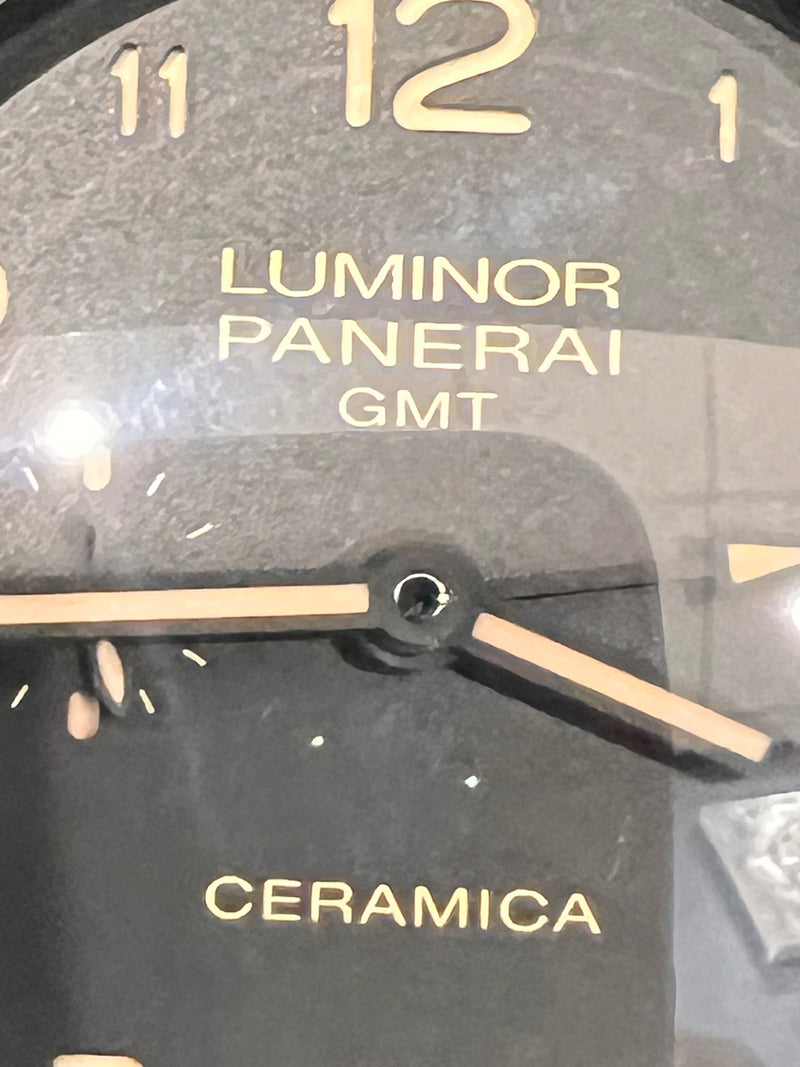 12
11
1
LUMINOR
PANERAI
GMT
CERAMICA